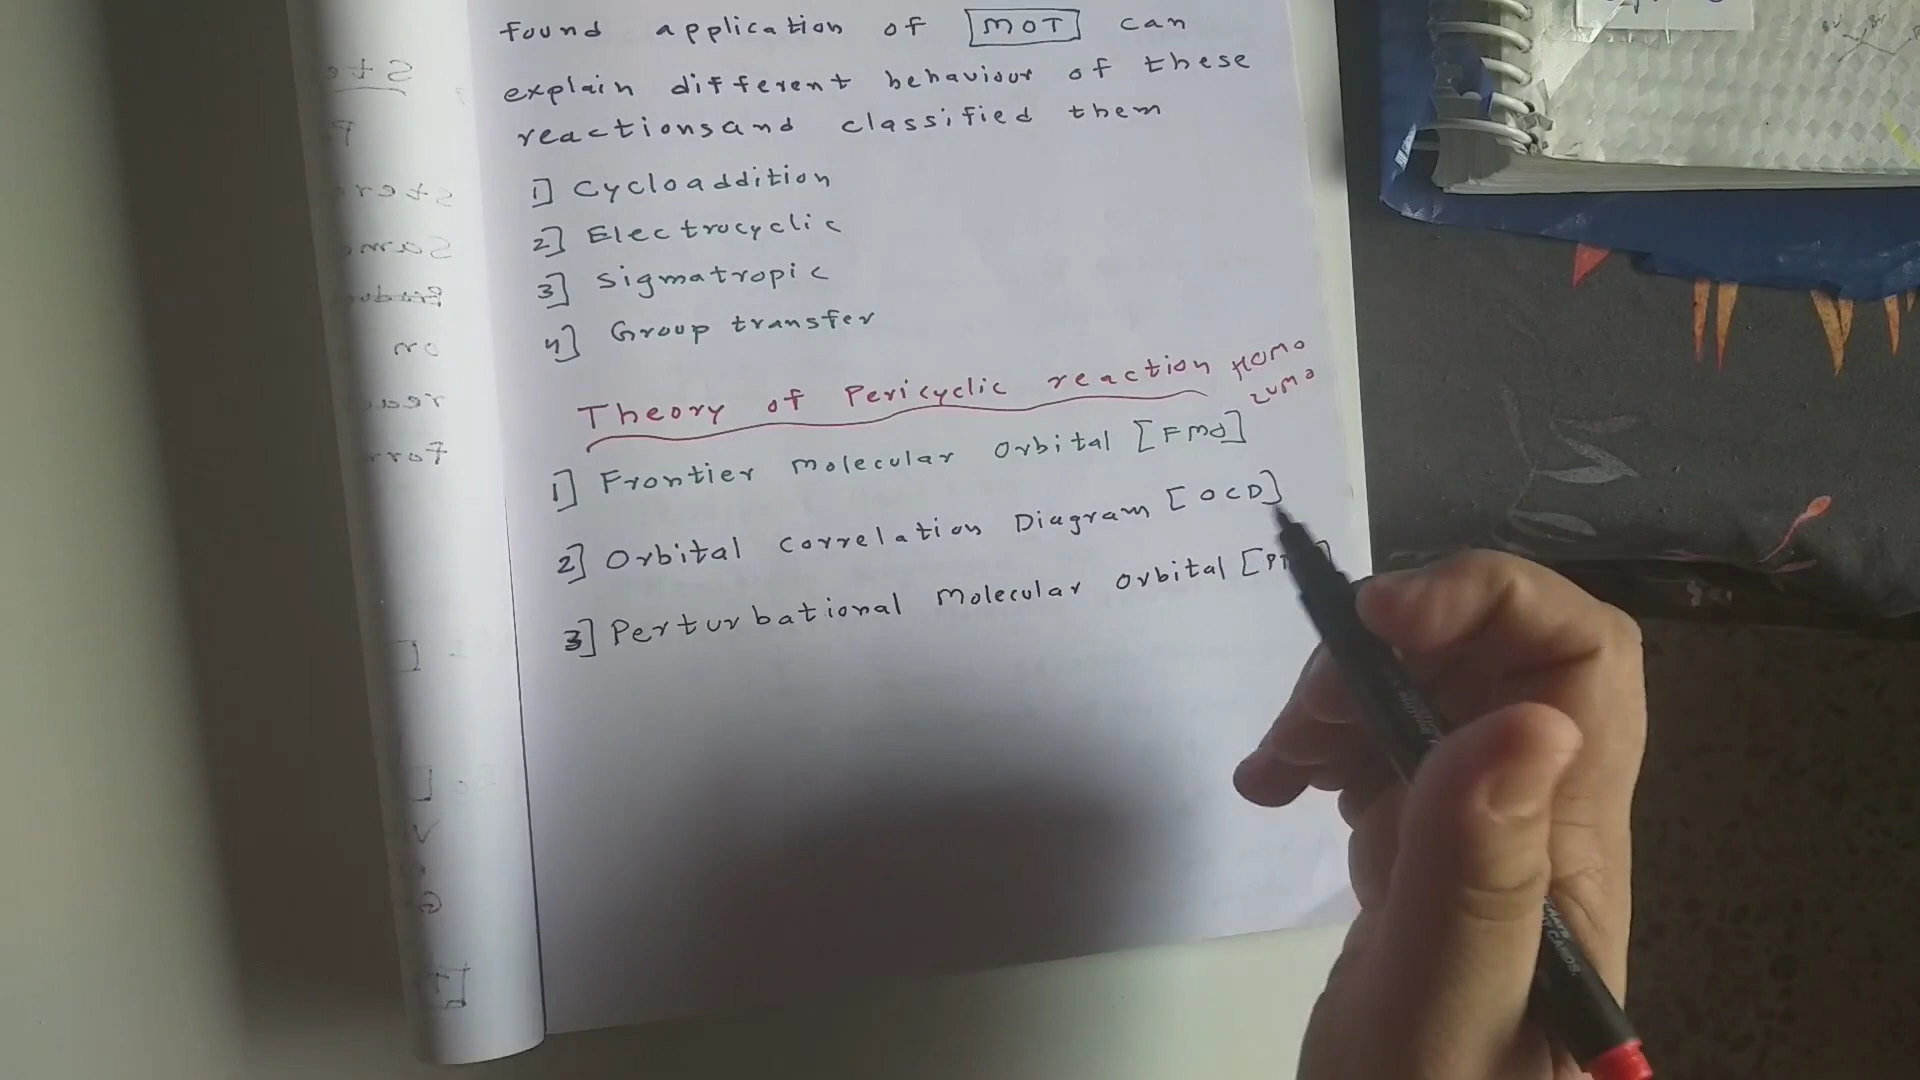 found application of MOT can
explain different behaviour of these
reactions and classified them
1] Cycloaddition
2] Electrocyclic
3] Sigmatropic
4] Group transfer
Theory of Pericyclic reaction HOMO
LUMO
1] Frontier Molecular Orbital [FMO]
2] Orbital Correlation Diagram [OCD]
3] Perturbational Molecular Orbital